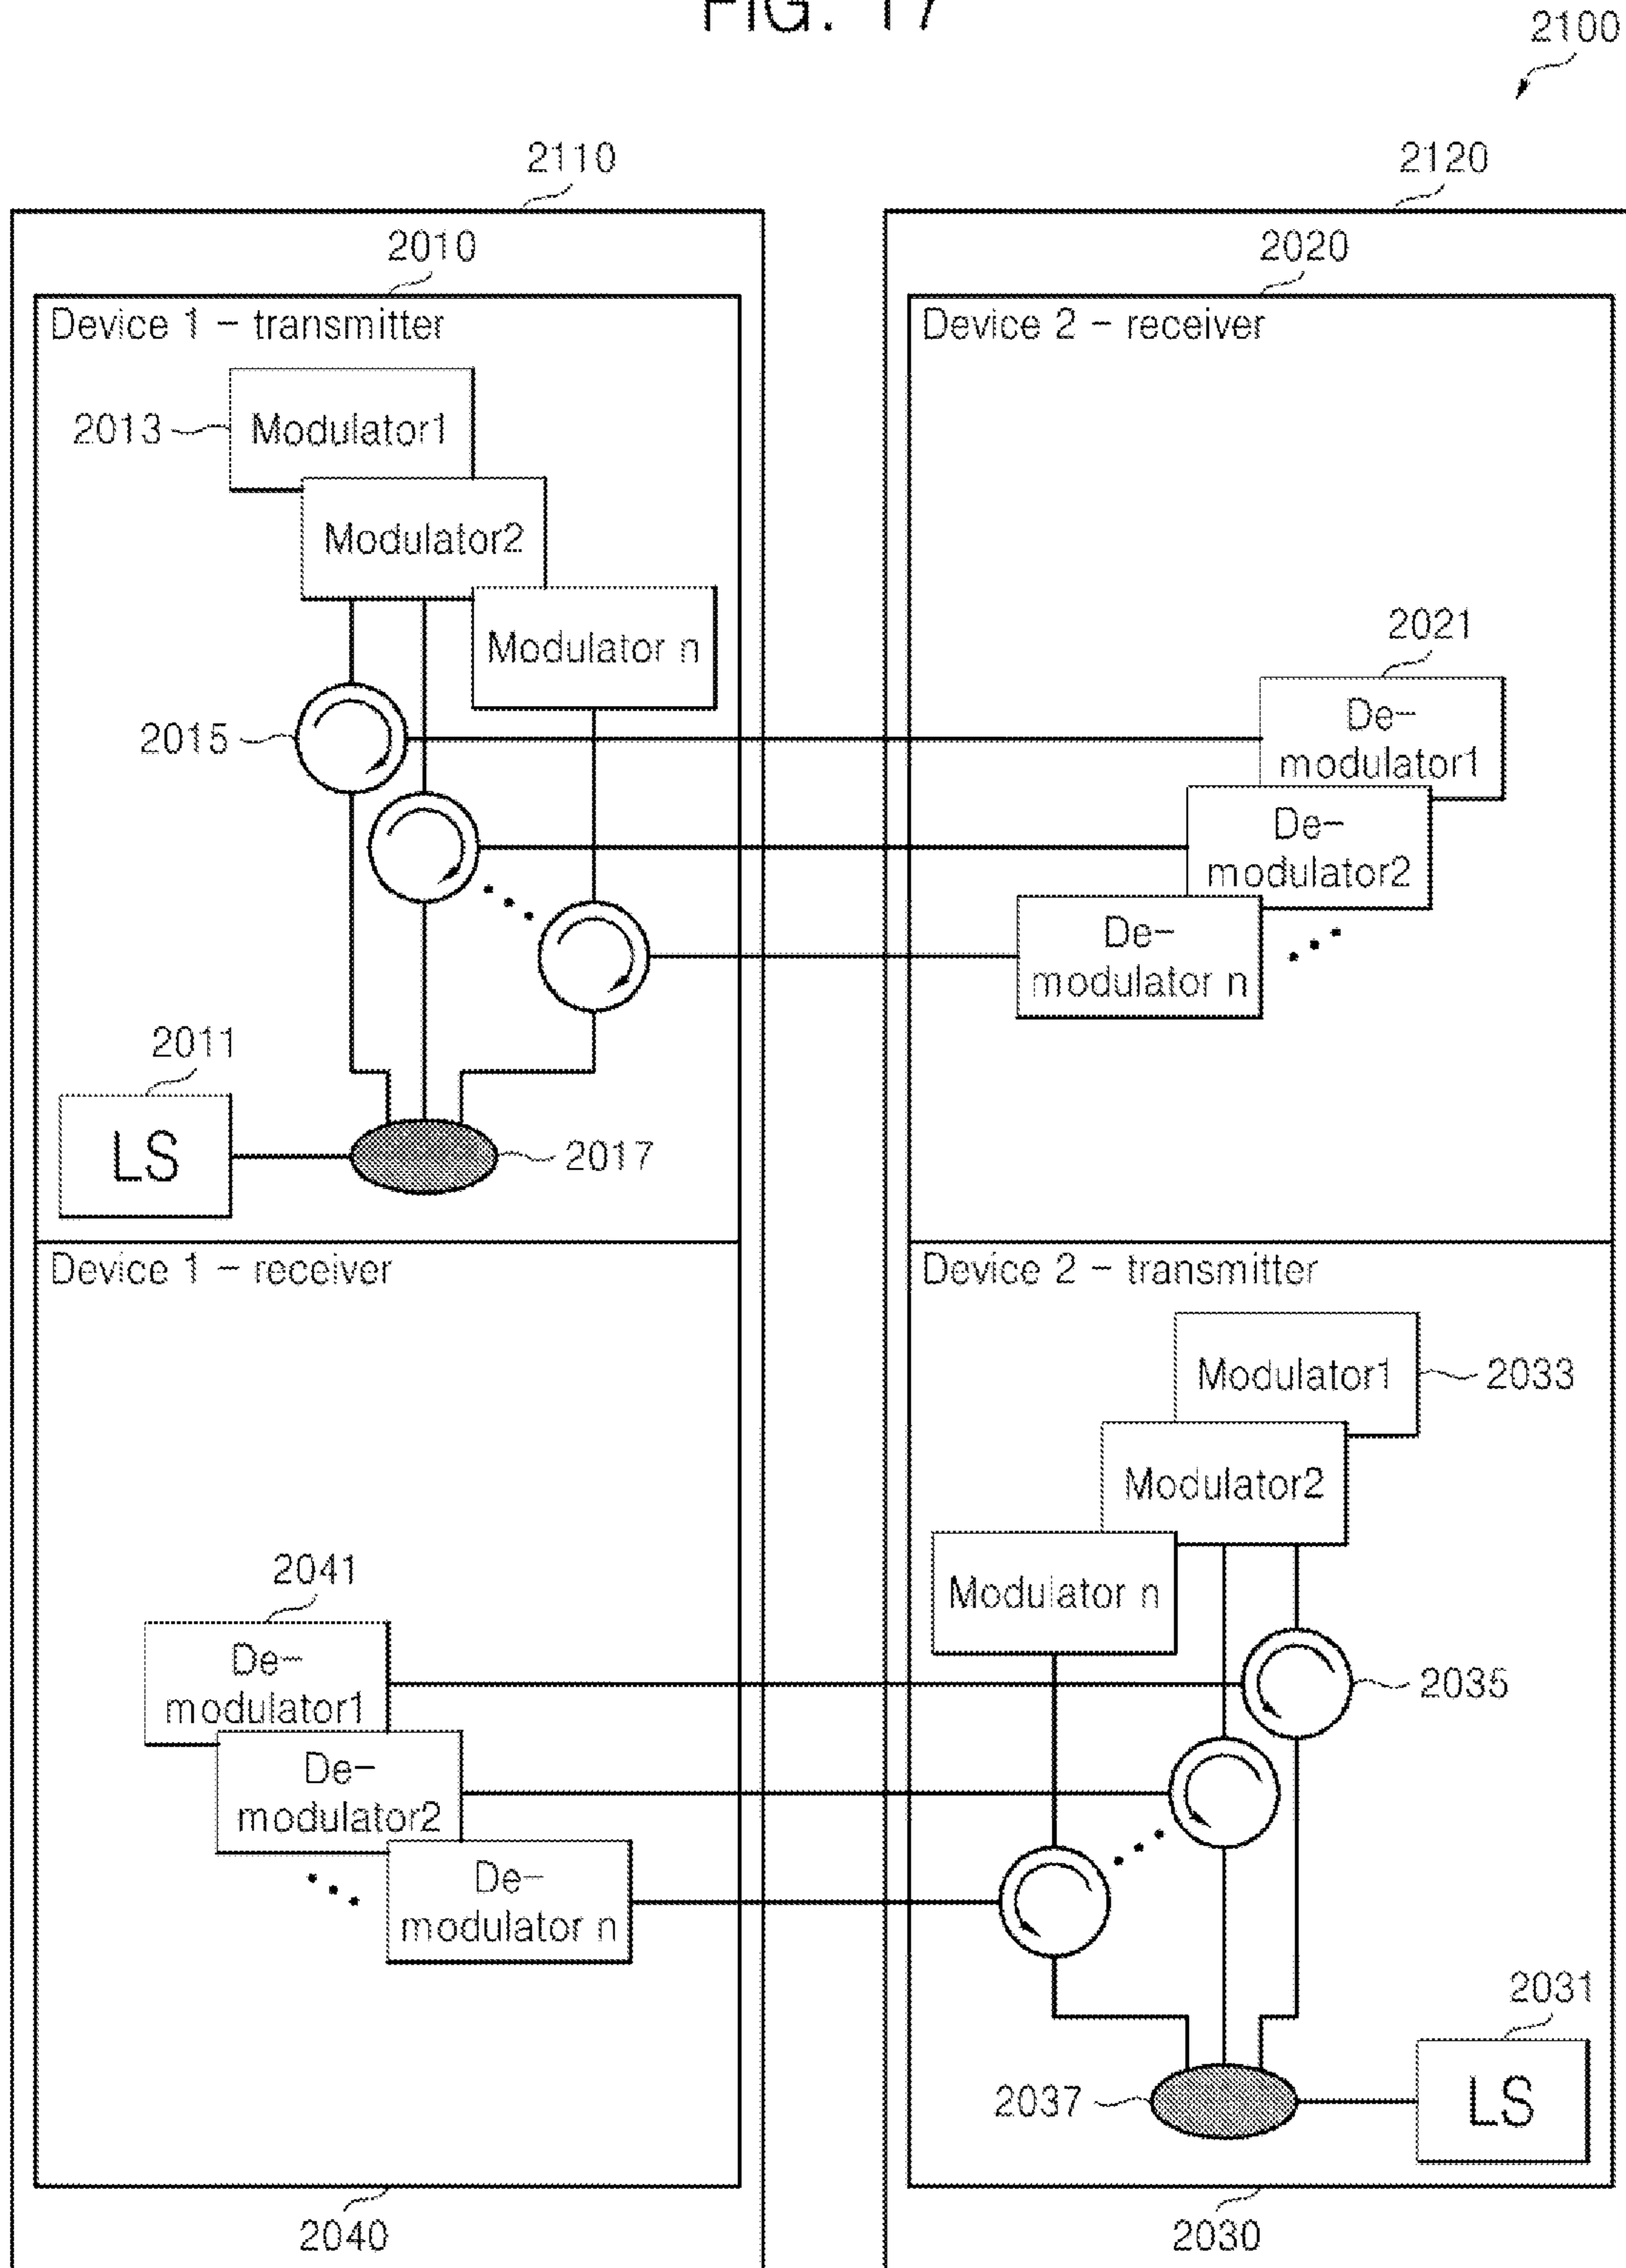 FIG. 17
2100
2110
2120
2010
2020
Device 1 – transmitter
Device 2 – receiver
2013
Modulator1
Modulator2
Modulator n
2015
2021
De–
modulator1
De–
modulator2
De–
modulator n
2011
LS
2017
Device 1 – receiver
Device 2 – transmitter
Modulator1
2033
Modulator2
Modulator n
2041
De–
modulator1
De–
modulator2
De–
modulator n
2035
2031
2037
LS
2040
2030